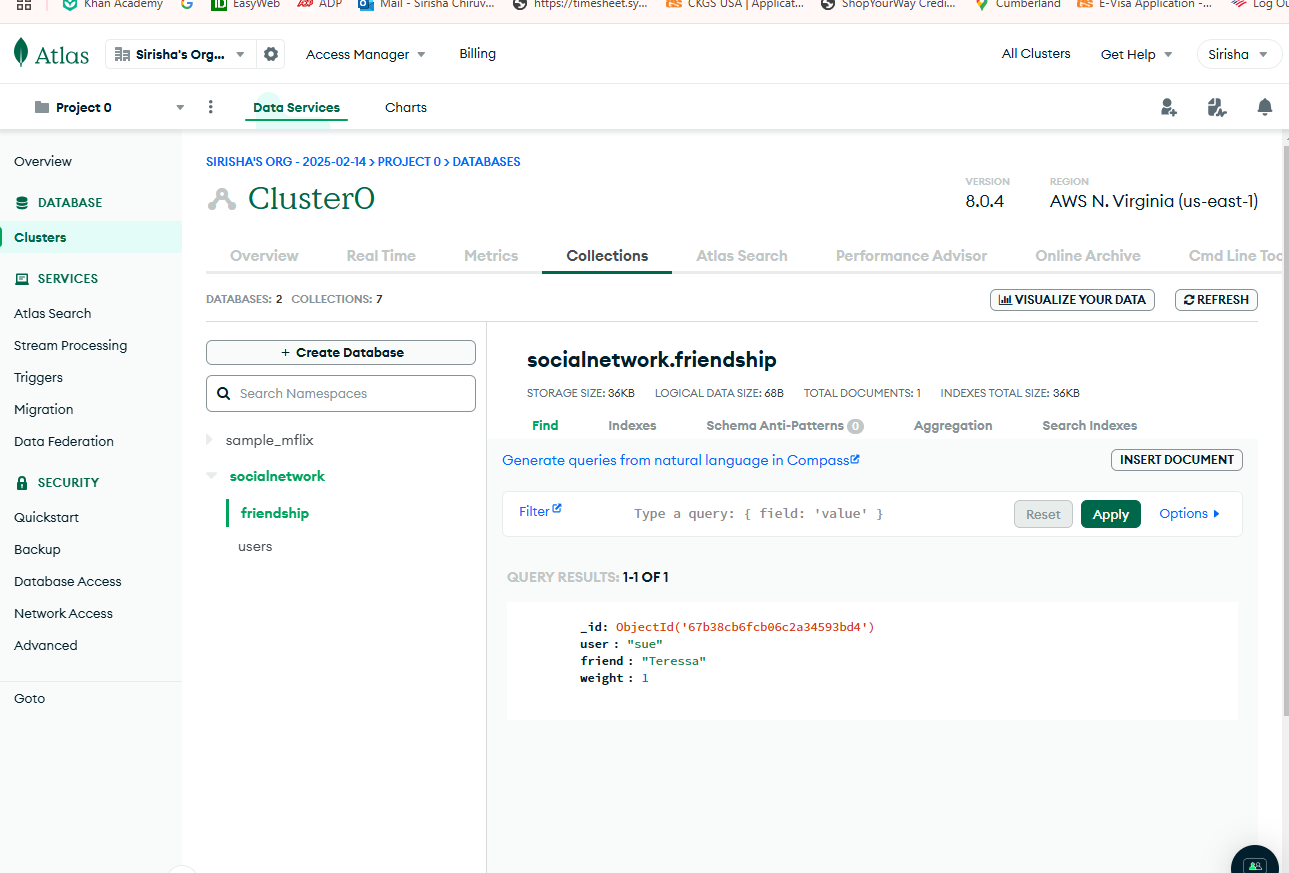 Khan Academy
EasyWeb
ADP
Mail - Sirisha Chiruv...
https://timesheet.sy...
CKGS USA | Applicat...
ShopYourWay Credi...
Cumberland
E-Visa Application -...
Log Ou
Atlas
Sirisha's Org...
Access Manager
Billing
All Clusters
Get Help
Sirisha
Project 0
Data Services
Charts
Overview
DATABASE
Clusters
SERVICES
Atlas Search
Stream Processing
Triggers
Migration
Data Federation
SECURITY
Quickstart
Backup
Database Access
Network Access
Advanced
Goto
SIRISHA'S ORG - 2025-02-14 > PROJECT 0 > DATABASES
Cluster0
VERSION
8.0.4
REGION
AWS N. Virginia (us-east-1)
Overview
Real Time
Metrics
Collections
Atlas Search
Performance Advisor
Online Archive
Cmd Line Too
DATABASES: 2 COLLECTIONS: 7
VISUALIZE YOUR DATA
REFRESH
+ Create Database
Search Namespaces
sample_mflix
socialnetwork
friendship
users
socialnetwork.friendship
STORAGE SIZE: 36KB LOGICAL DATA SIZE: 68B TOTAL DOCUMENTS: 1 INDEXES TOTAL SIZE: 36KB
Find
Indexes
Schema Anti-Patterns 0
Aggregation
Search Indexes
Generate queries from natural language in Compass
INSERT DOCUMENT
Filter
Type a query: { field: 'value' }
Reset
Apply
Options
QUERY RESULTS: 1-1 OF 1
_id: ObjectId('67b38cb6fcb06c2a34593bd4')
user : "sue"
friend : "Teressa"
weight : 1